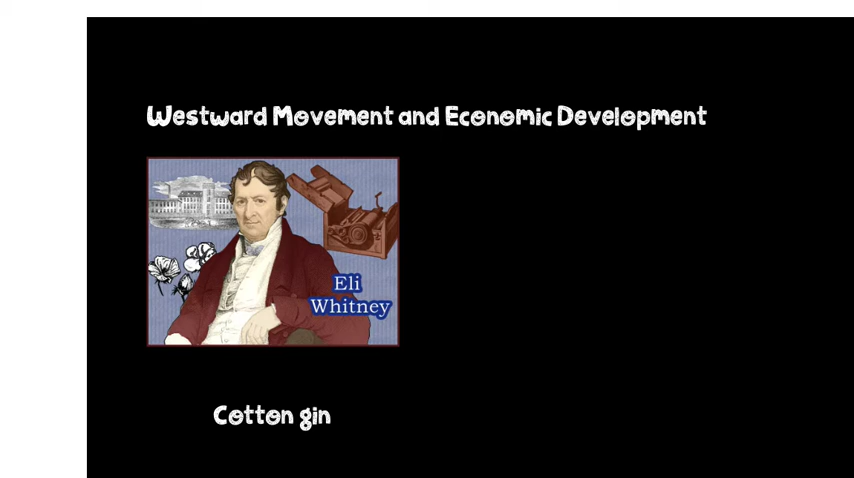 Westward Movement and Economic Development
Eli
Whitney
Cotton gin